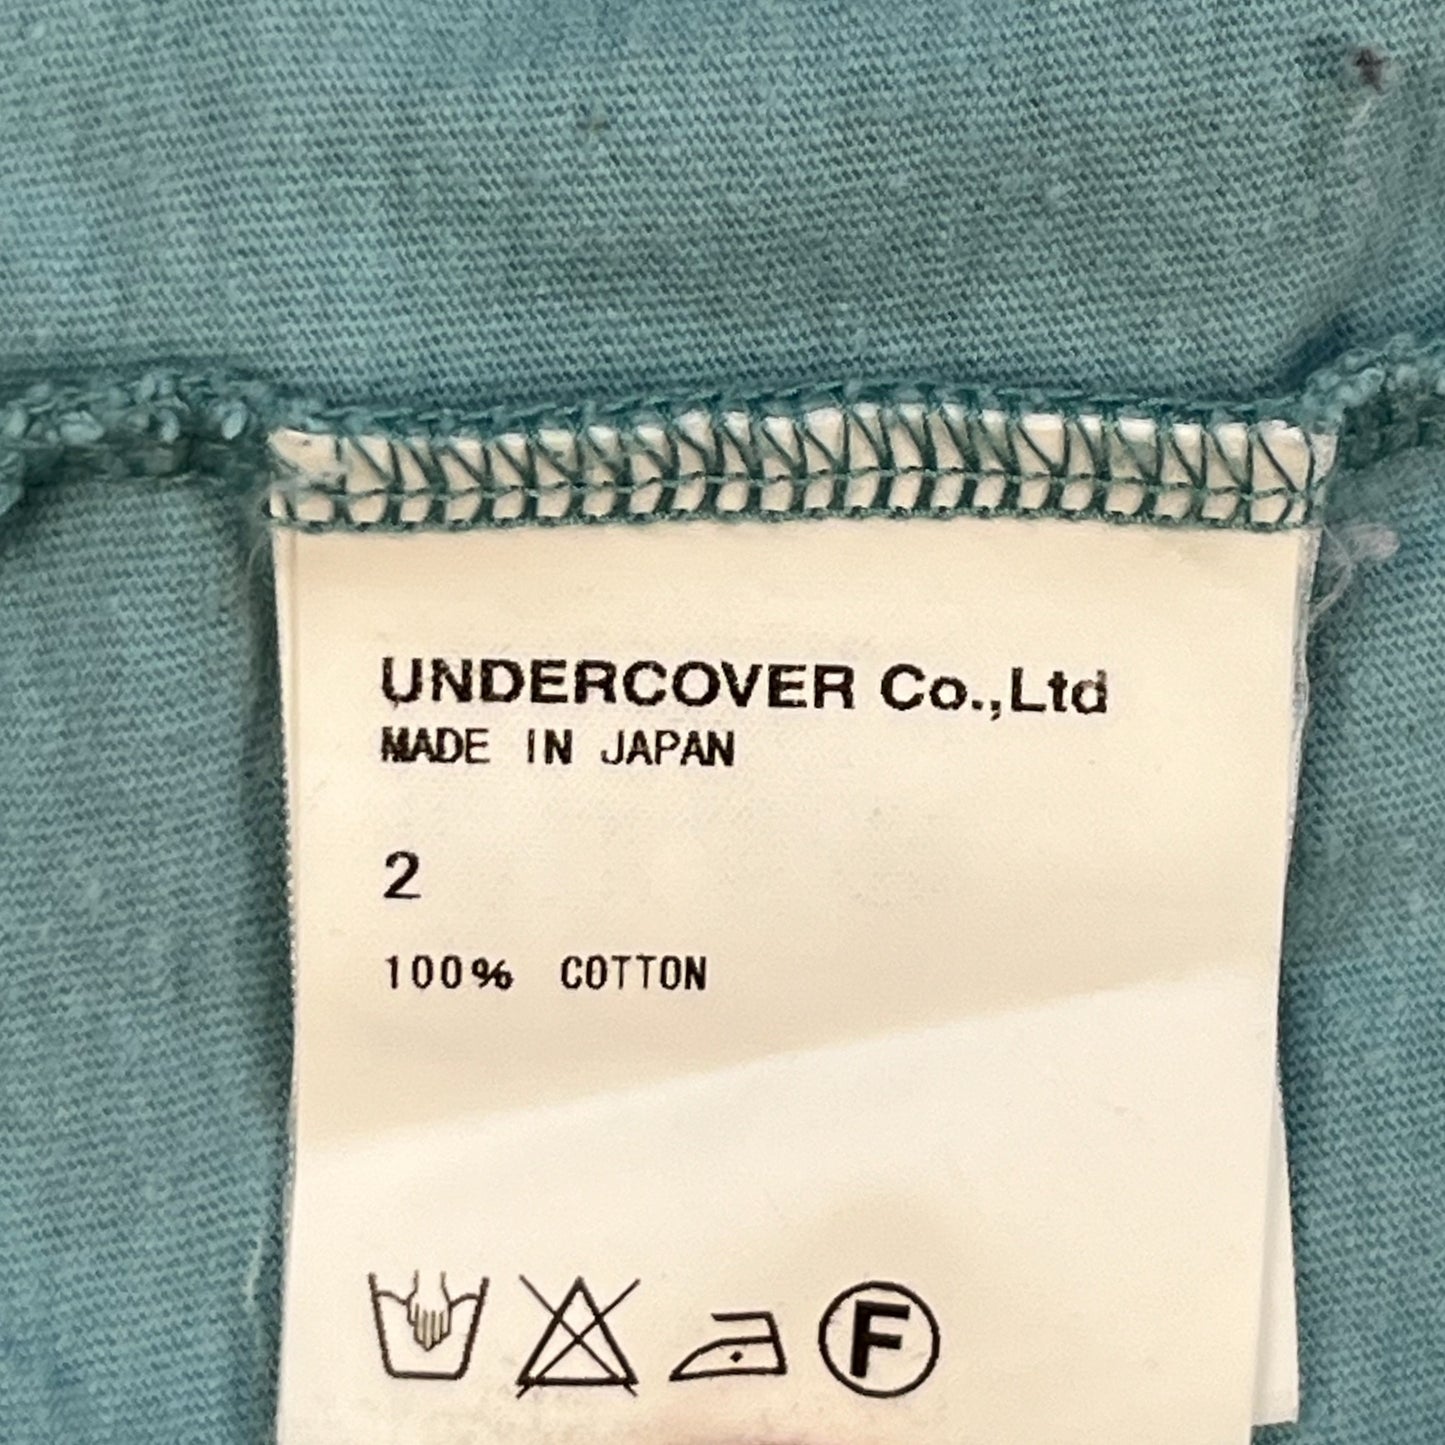 UNDERCOVER Co.,Ltd
MADE IN JAPAN
2
100% COTTON
F